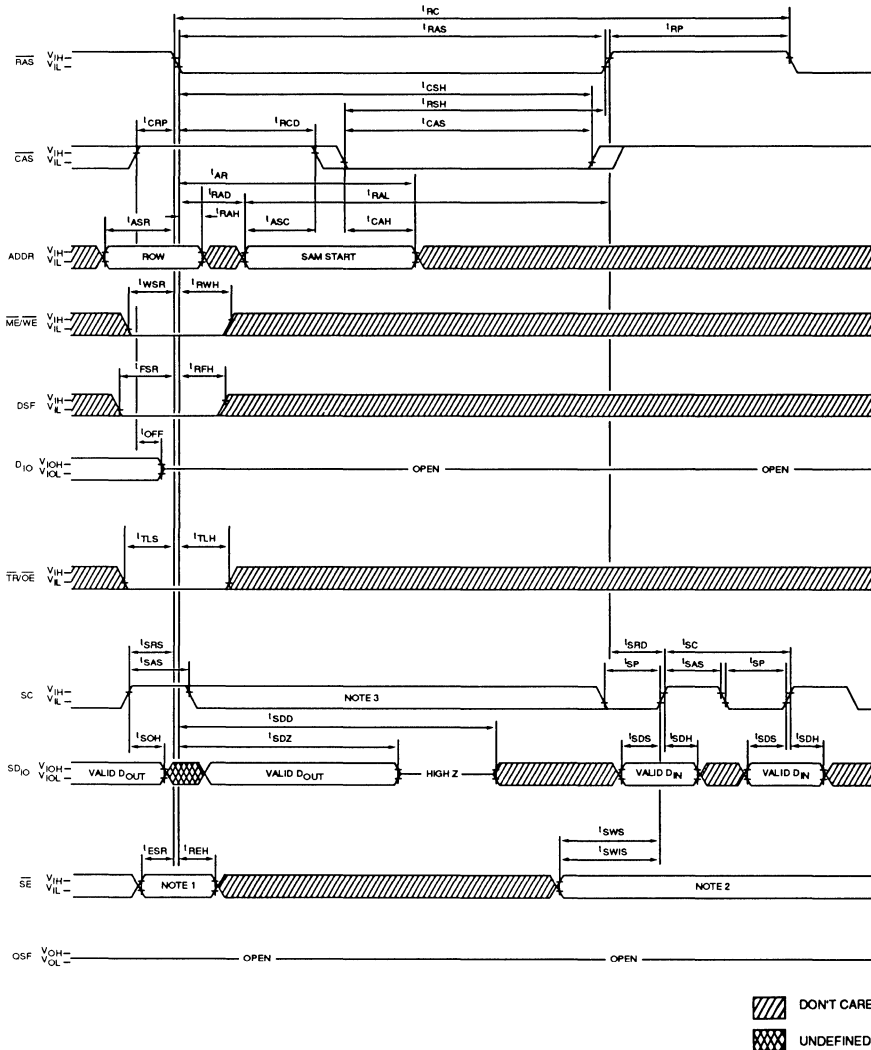 tRC
tRAS
tRP
RAS VIH VIL
tCSH
tRSH
tCRP
tRCD
tCAS
CAS VIH VIL
tAR
tRAD
tRAL
tASR
tRAH
tASC
tCAH
ADDR VIH VIL ROW SAM START
tWSR
tRWH
ME/WE VIH VIL
tFSR
tRFH
DSF VIH VIL
tOFF
DIO VIOH VIOL OPEN OPEN
tTLS
tTLH
TR/OE VIH VIL
tSRS
tSRD
tSC
tSAS
tSP
tSAS
tSP
SC VIH VIL NOTE 3
tSDD
tSOH
tSDZ
tSDS
tSDH
tSDS
tSDH
SDIO VIOH VIOL VALID DOUT VALID DOUT HIGH Z VALID DIN VALID DIN
tSWS
tESR
tREH
tSWIS
SE VIH VIL NOTE 1 NOTE 2
QSF VOH VOL OPEN OPEN
DON'T CARE
UNDEFINED